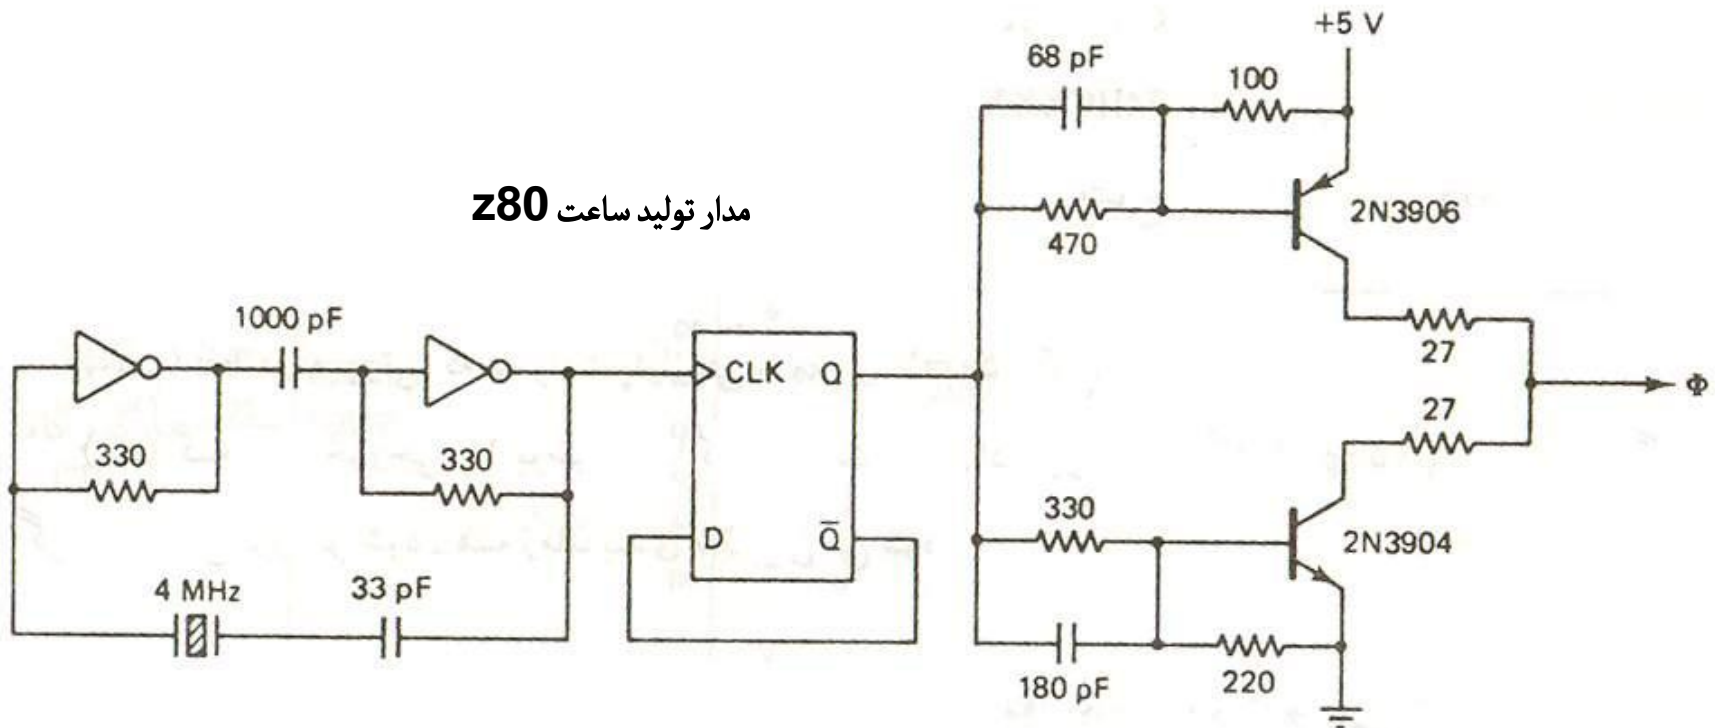 +5 V
68 pF
100
2N3906
470
مدار تولید ساعت z80
1000 pF
27
CLK
Q
Φ
330
330
27
330
D
Q̅
2N3904
4 MHz
33 pF
180 pF
220